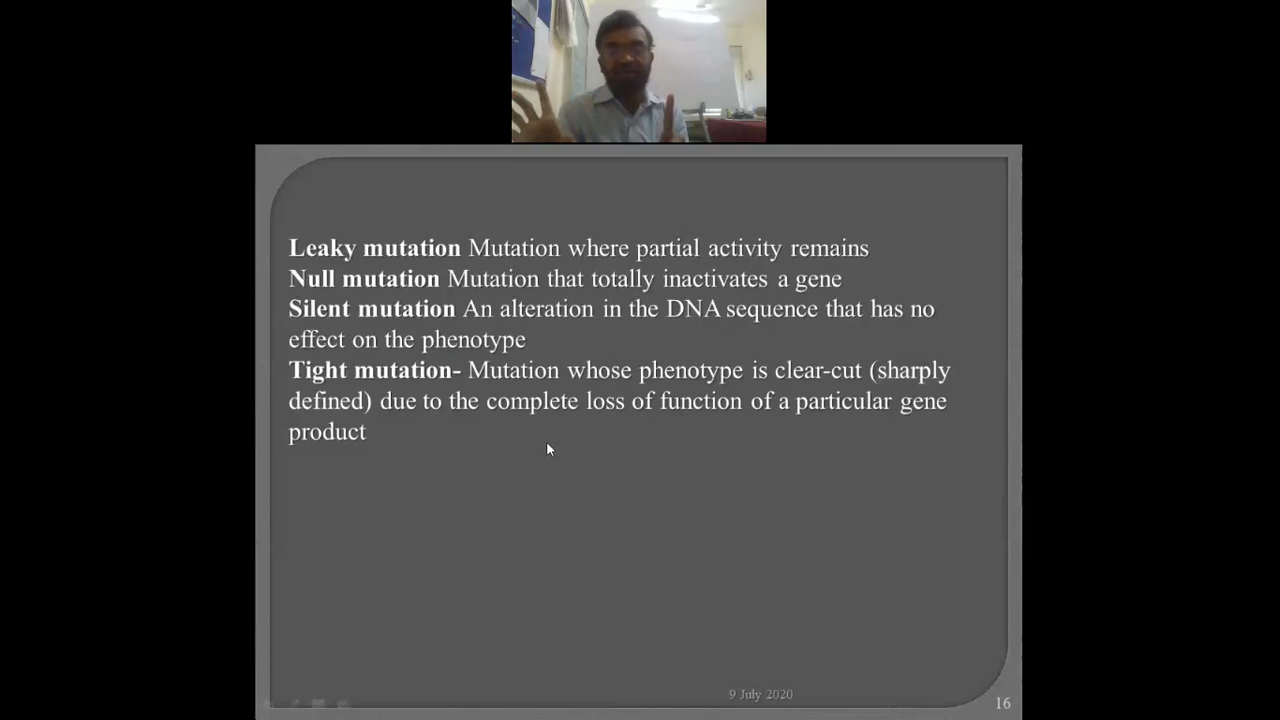 Leaky mutation Mutation where partial activity remains
Null mutation Mutation that totally inactivates a gene
Silent mutation An alteration in the DNA sequence that has no
effect on the phenotype
Tight mutation- Mutation whose phenotype is clear-cut (sharply
defined) due to the complete loss of function of a particular gene
product
9 July 2020
16